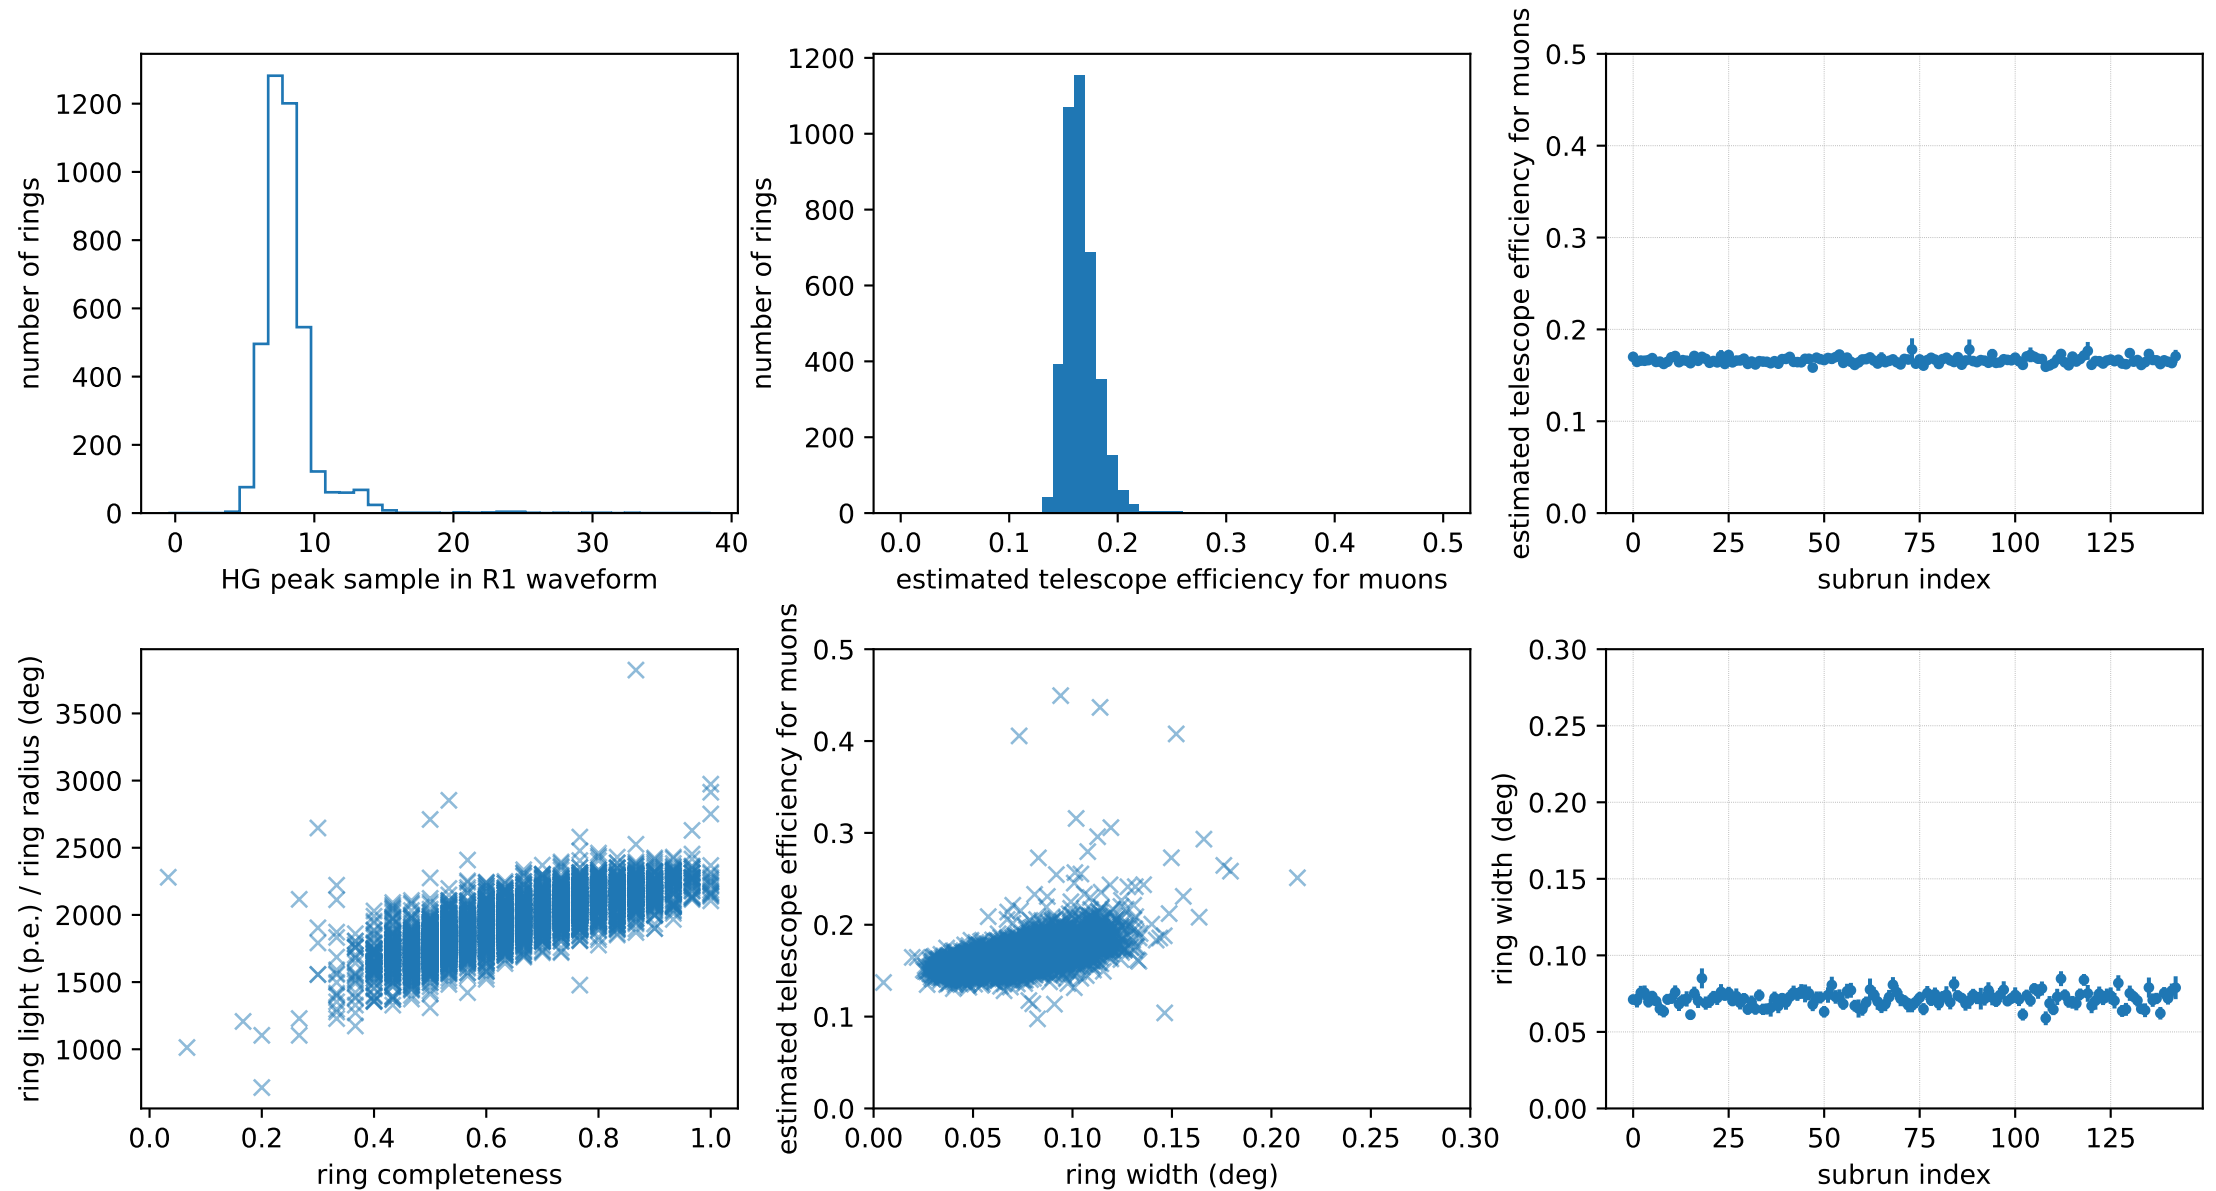 1200
1000
800
600
400
200
0
number of rings
0 10 20 30 40
HG peak sample in R1 waveform
1200
1000
800
600
400
200
0
number of rings
0.0 0.1 0.2 0.3 0.4 0.5
estimated telescope efficiency for muons
0.5
0.4
0.3
0.2
0.1
0.0
estimated telescope efficiency for muons
0 25 50 75 100 125
subrun index
3500
3000
2500
2000
1500
1000
ring light (p.e.) / ring radius (deg)
0.0 0.2 0.4 0.6 0.8 1.0
ring completeness
0.5
0.4
0.3
0.2
0.1
0.0
estimated telescope efficiency for muons
0.00 0.05 0.10 0.15 0.20 0.25 0.30
ring width (deg)
0.30
0.25
0.20
0.15
0.10
0.05
0.00
ring width (deg)
0 25 50 75 100 125
subrun index